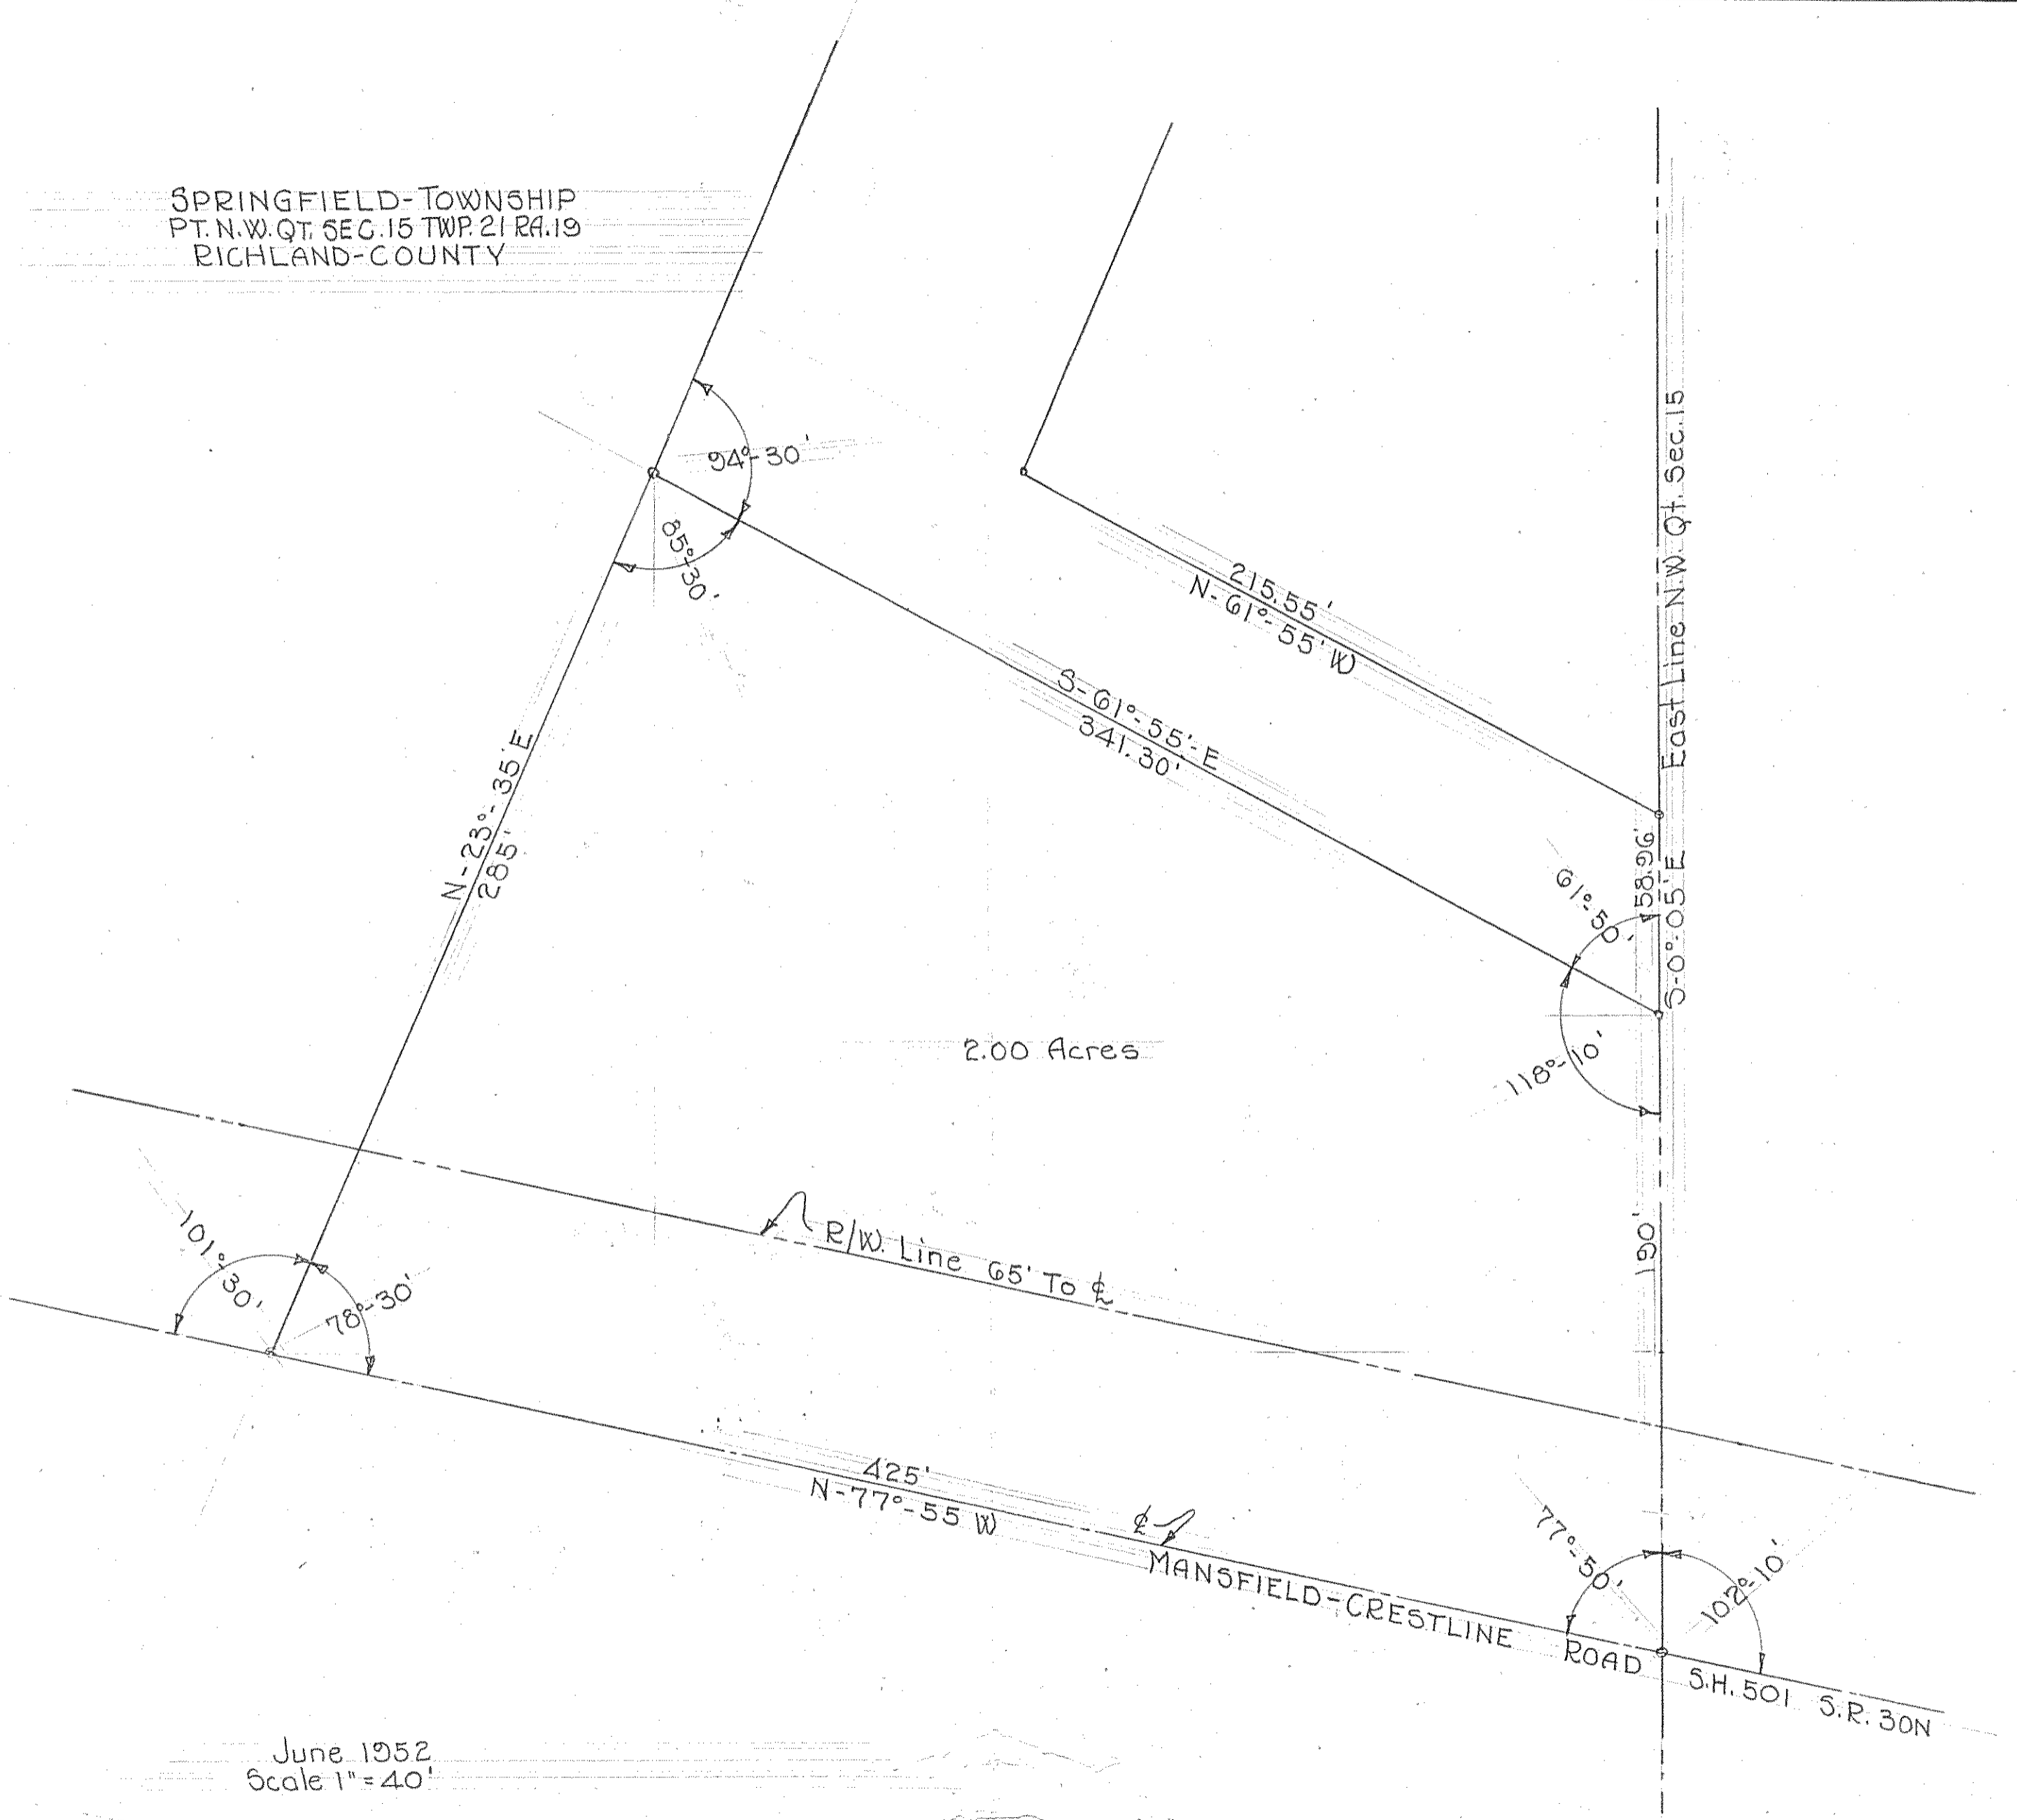 SPRINGFIELD-TOWNSHIP
PT. N.W. QT. SEC. 15 TWP. 21 RA. 19
RICHLAND-COUNTY
94°-30'
85°-30'
215.55'
N-61°-55' W
S-61°-55'-E
341.30'
East Line N.W. Qt. Sec. 15
S-0°-05' E
58.96'
61°-50'
118°-10'
190'
N-23°-35' E
285'
2.00 Acres
R/W. Line 65' To ℄
101°-30'
78°-30'
425'
N-77°-55 W
℄
MANSFIELD-CRESTLINE ROAD S.H. 501 S.R. 30N
77°-50'
102°-10'
June 1952
Scale 1" = 40'